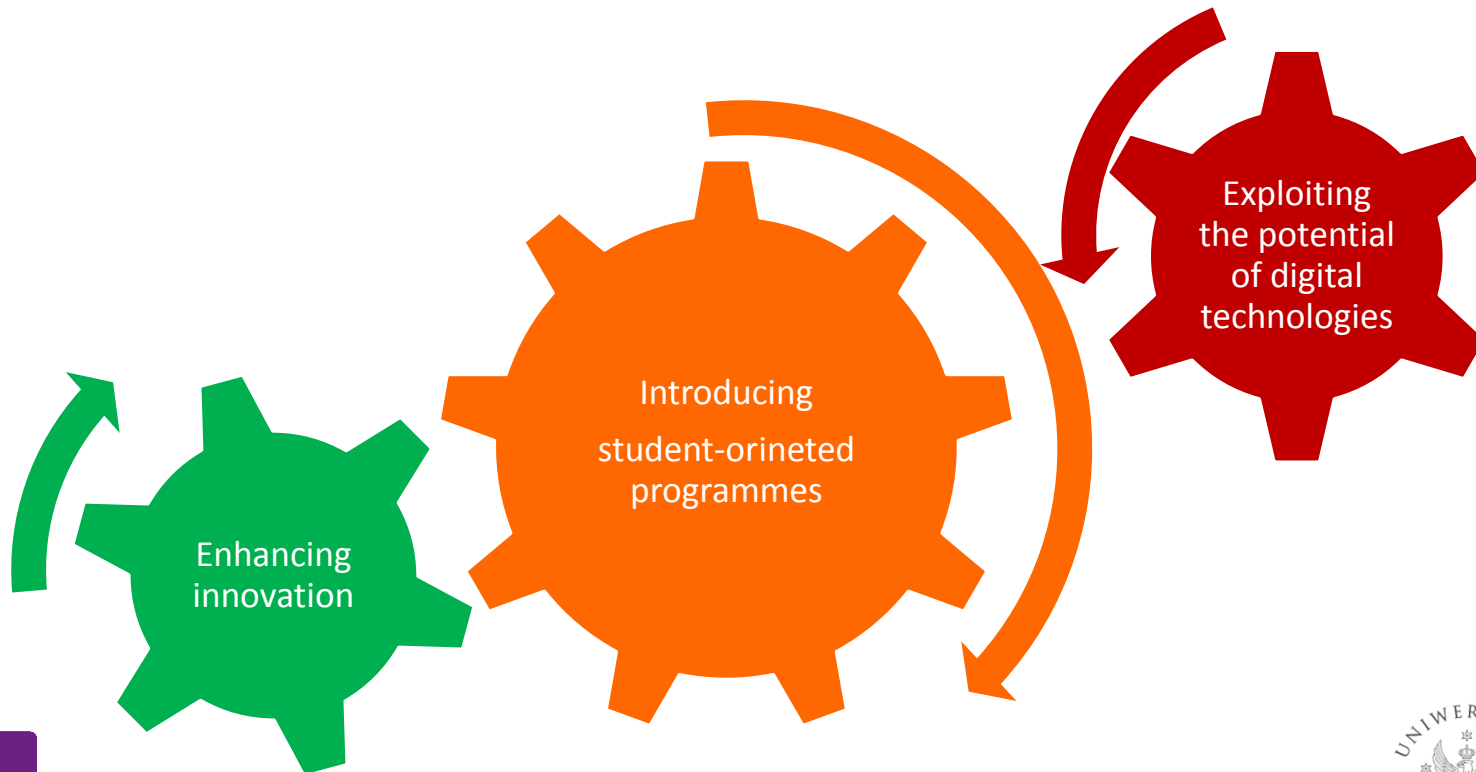 Enhancing
innovation
Introducing
student-orineted
programmes
Exploiting
the potential
of digital
technologies